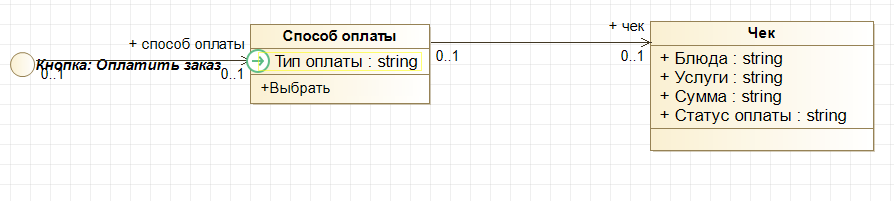 Кнопка: Оплатить заказ
0..1
+ способ оплаты
0..1
Способ оплаты
Тип оплаты : string
+Выбрать
0..1
+ чек
0..1
Чек
+ Блюда : string
+ Услуги : string
+ Сумма : string
+ Статус оплаты : string